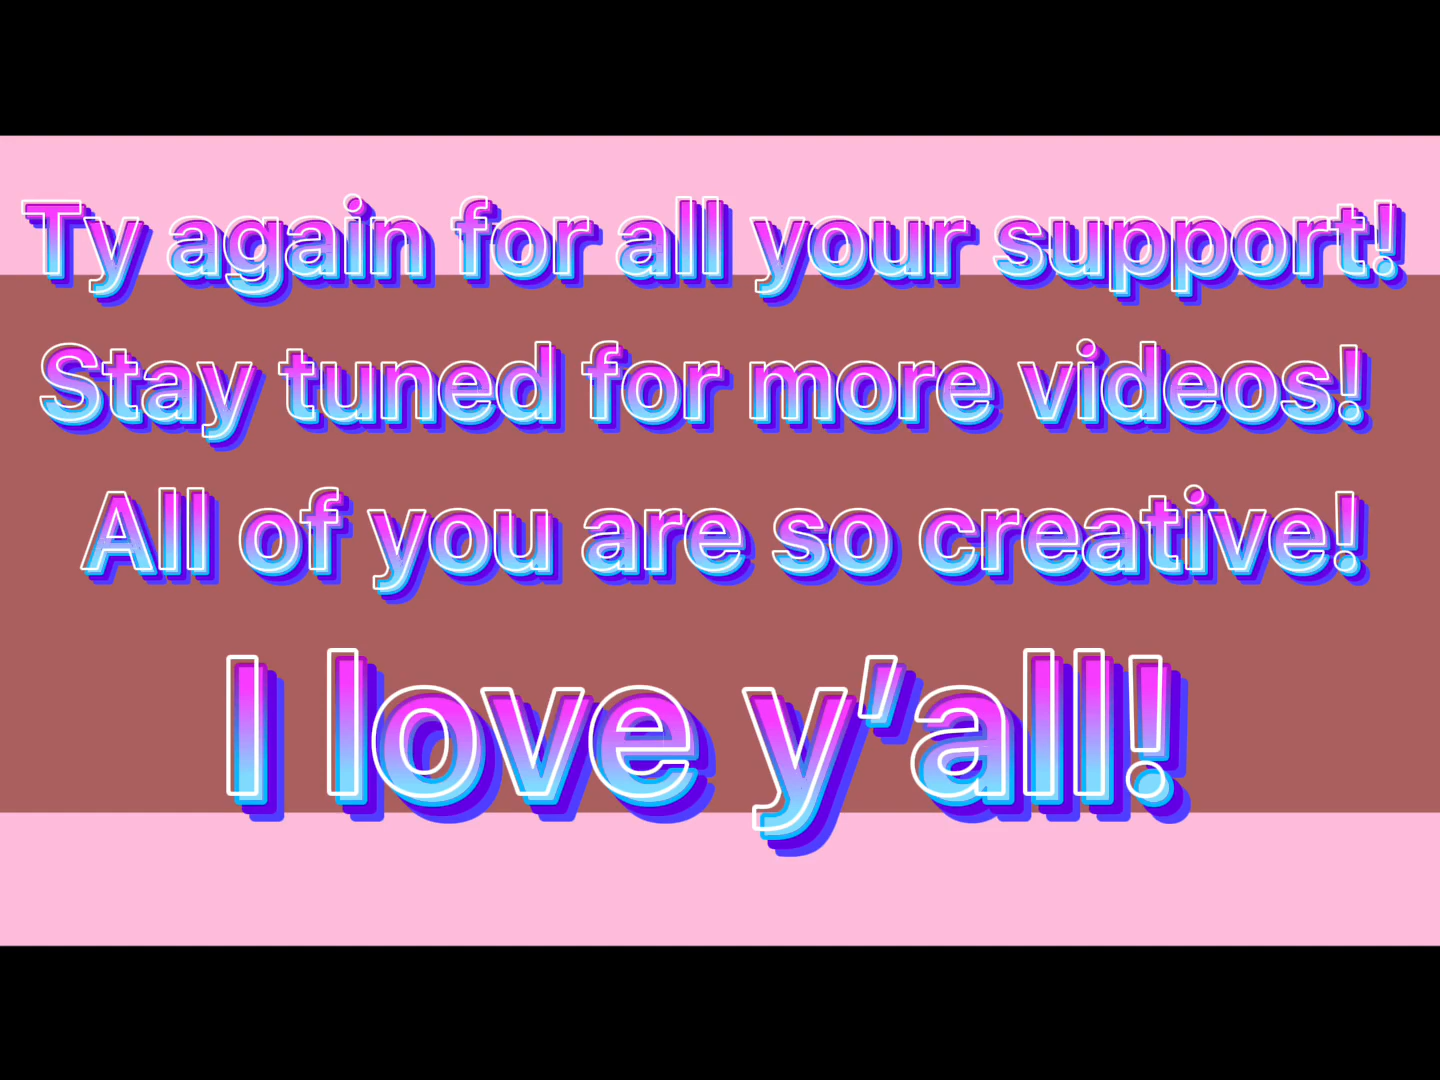 Ty again for all your support!
Stay tuned for more videos!
All of you are so creative!
I love y'all!